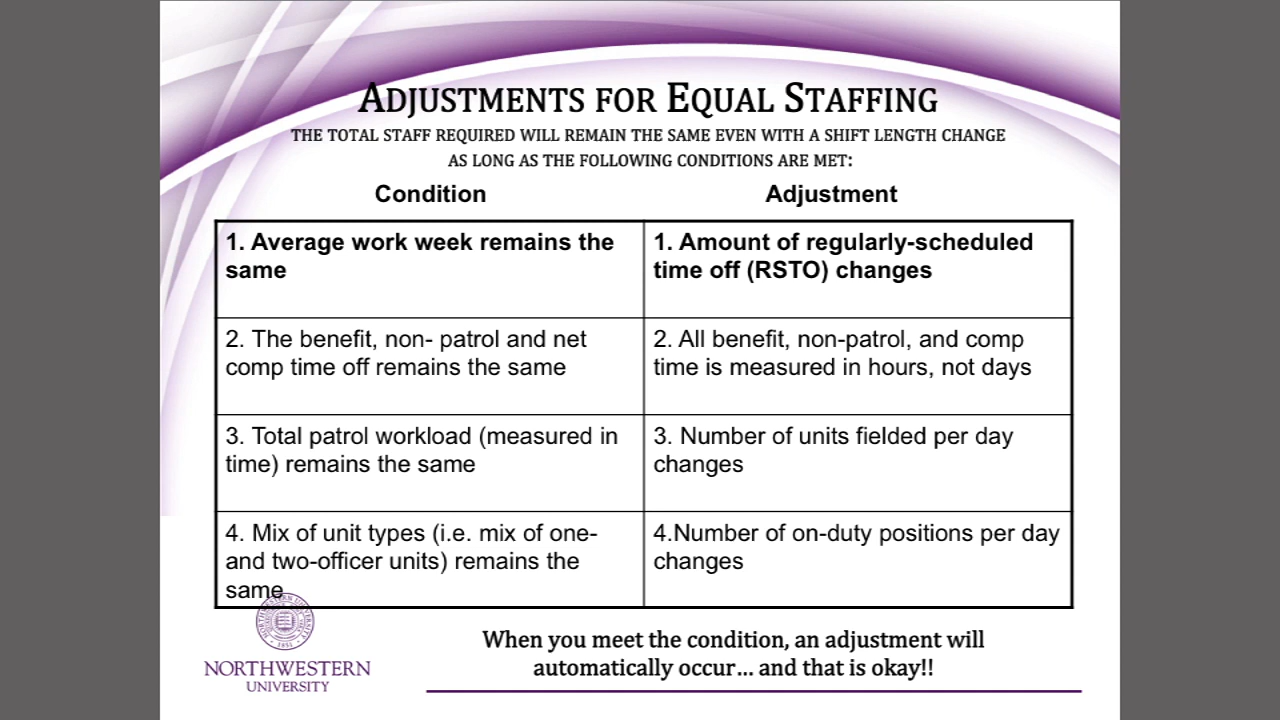 ADJUSTMENTS FOR EQUAL STAFFING
THE TOTAL STAFF REQUIRED WILL REMAIN THE SAME EVEN WITH A SHIFT LENGTH CHANGE
AS LONG AS THE FOLLOWING CONDITIONS ARE MET:
Condition Adjustment
1. Average work week remains the
same
1. Amount of regularly-scheduled
time off (RSTO) changes
2. The benefit, non- patrol and net
comp time off remains the same
2. All benefit, non-patrol, and comp
time is measured in hours, not days
3. Total patrol workload (measured in
time) remains the same
3. Number of units fielded per day
changes
4. Mix of unit types (i.e. mix of one-
and two-officer units) remains the
same
4.Number of on-duty positions per day
changes
NORTHWESTERN UNIVERSITY
1851
NORTHWESTERN
UNIVERSITY
When you meet the condition, an adjustment will
automatically occur... and that is okay!!